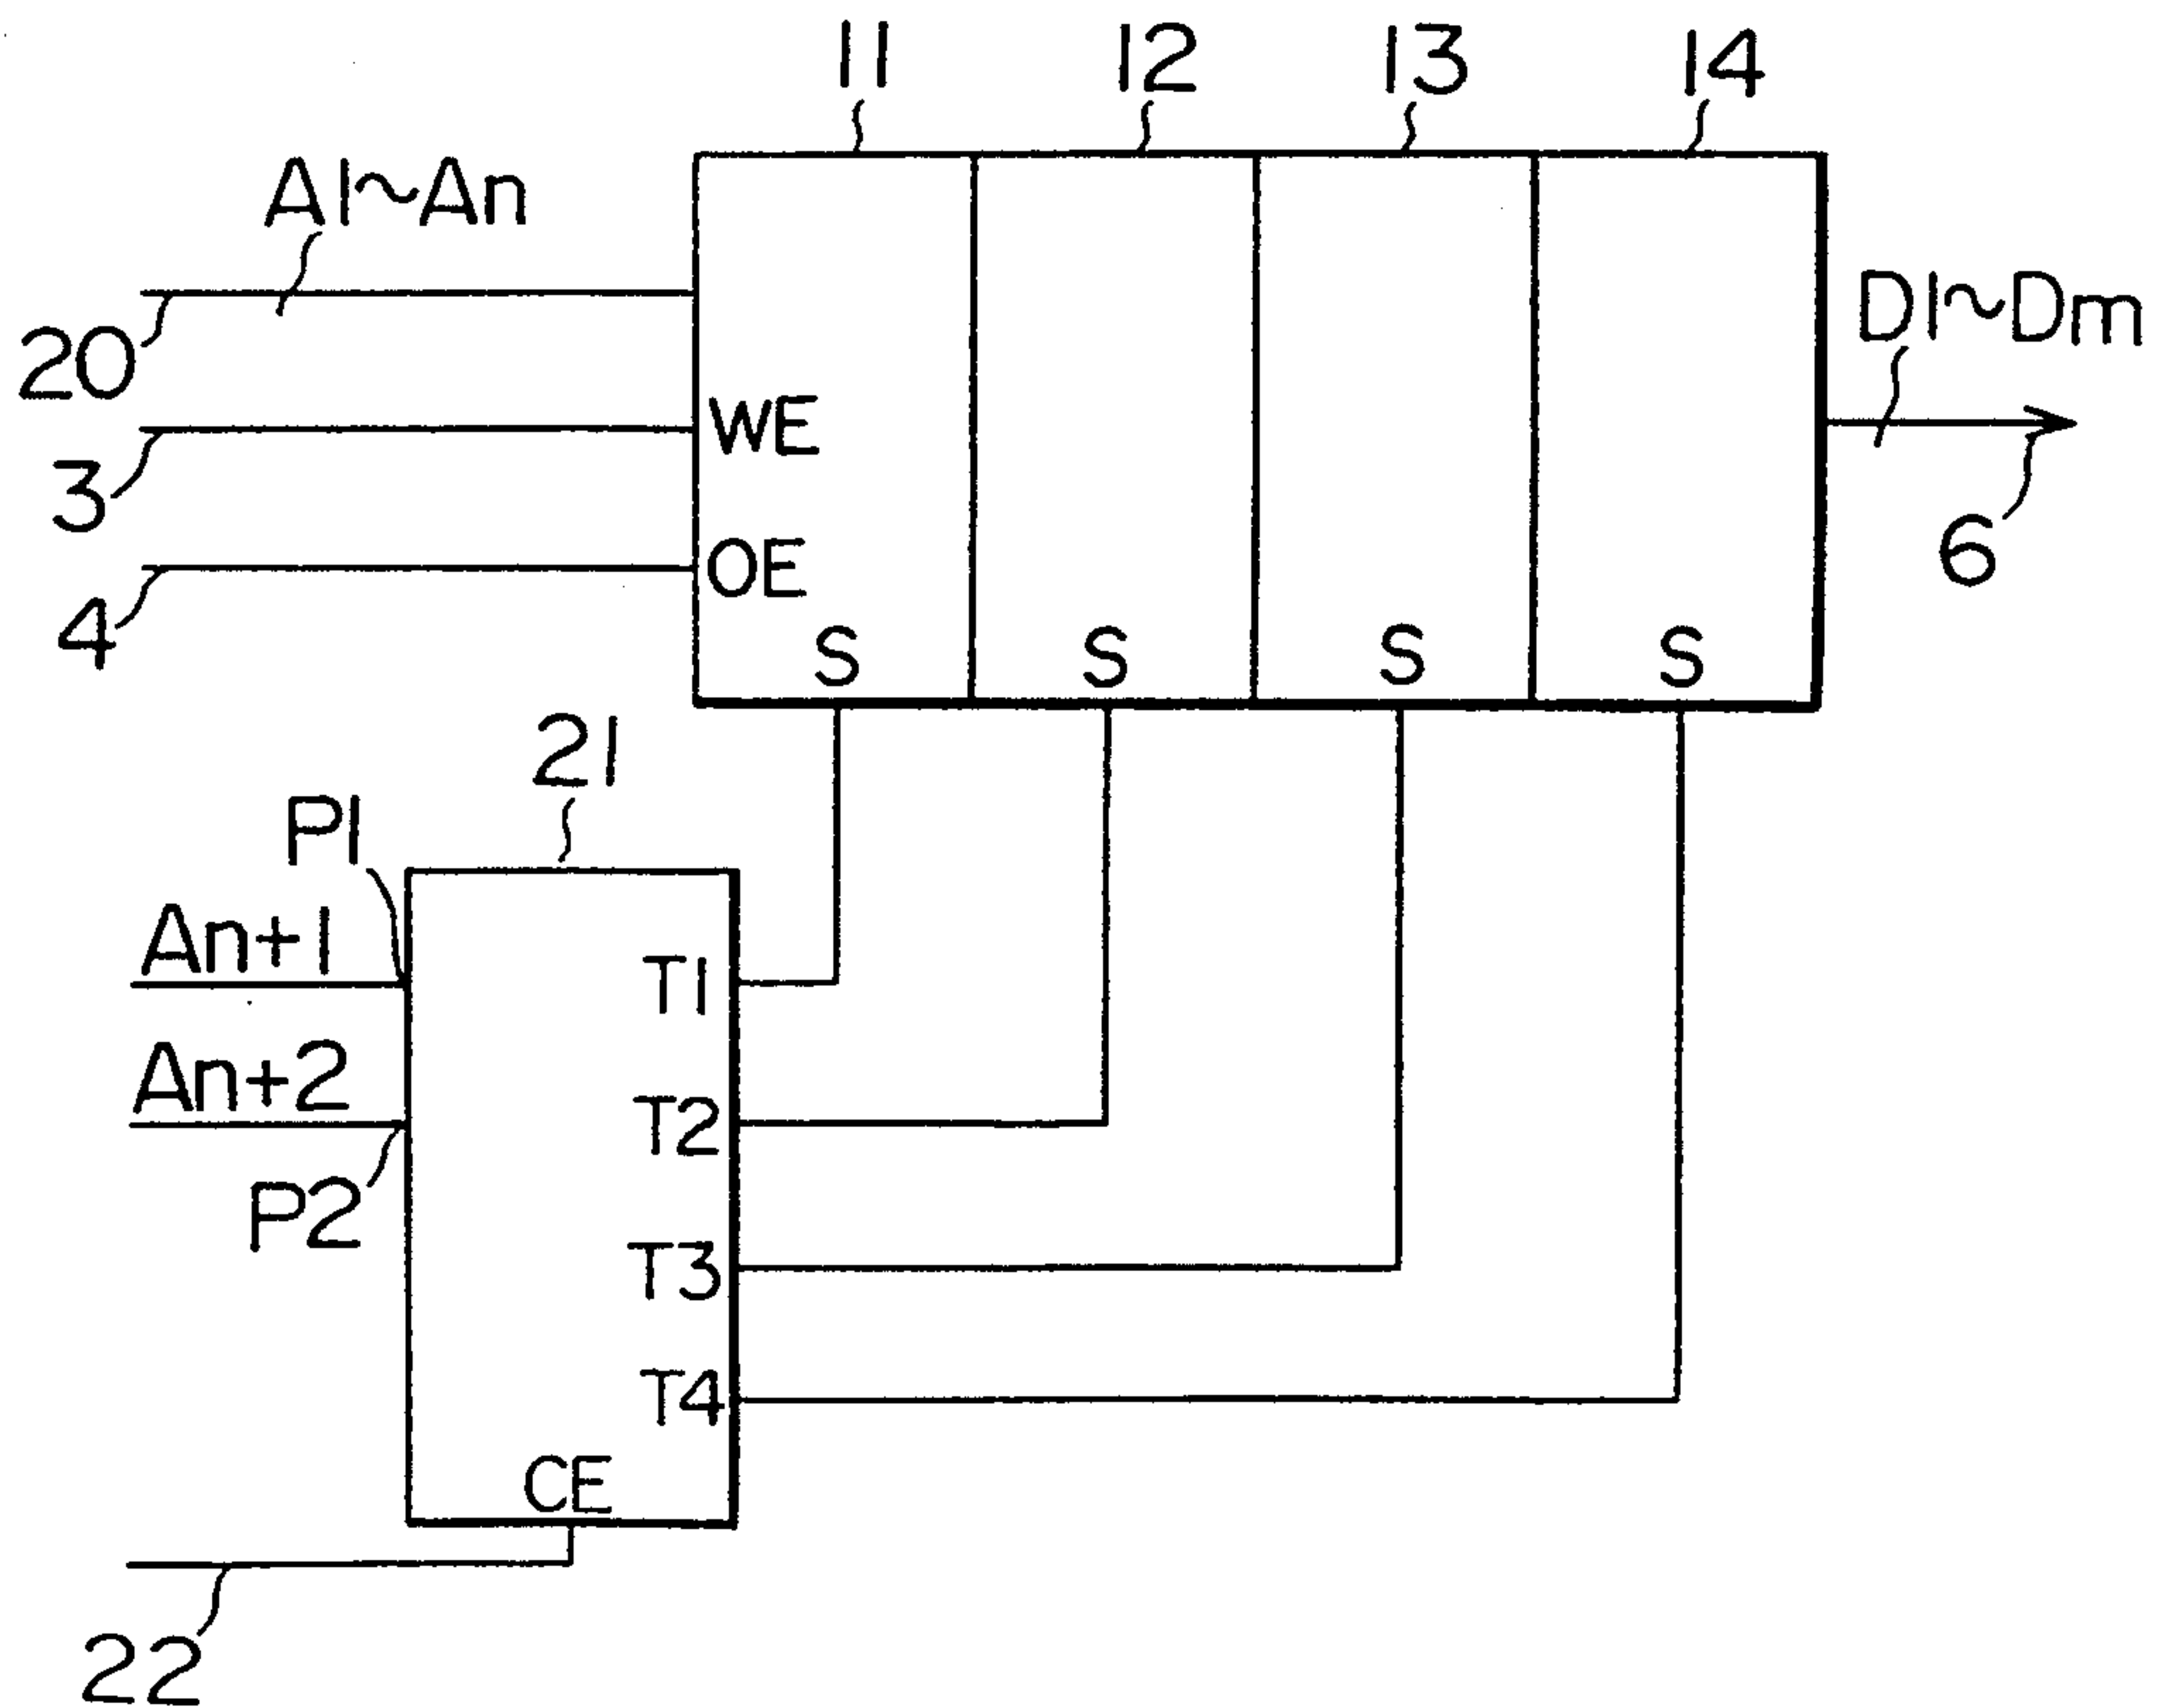 11 12 13 14
A1~An
D1~Dm
20
WE
3
OE
6
4
S S S S
21
P1
An+1
T1
An+2
T2
P2
T3
T4
CE
22